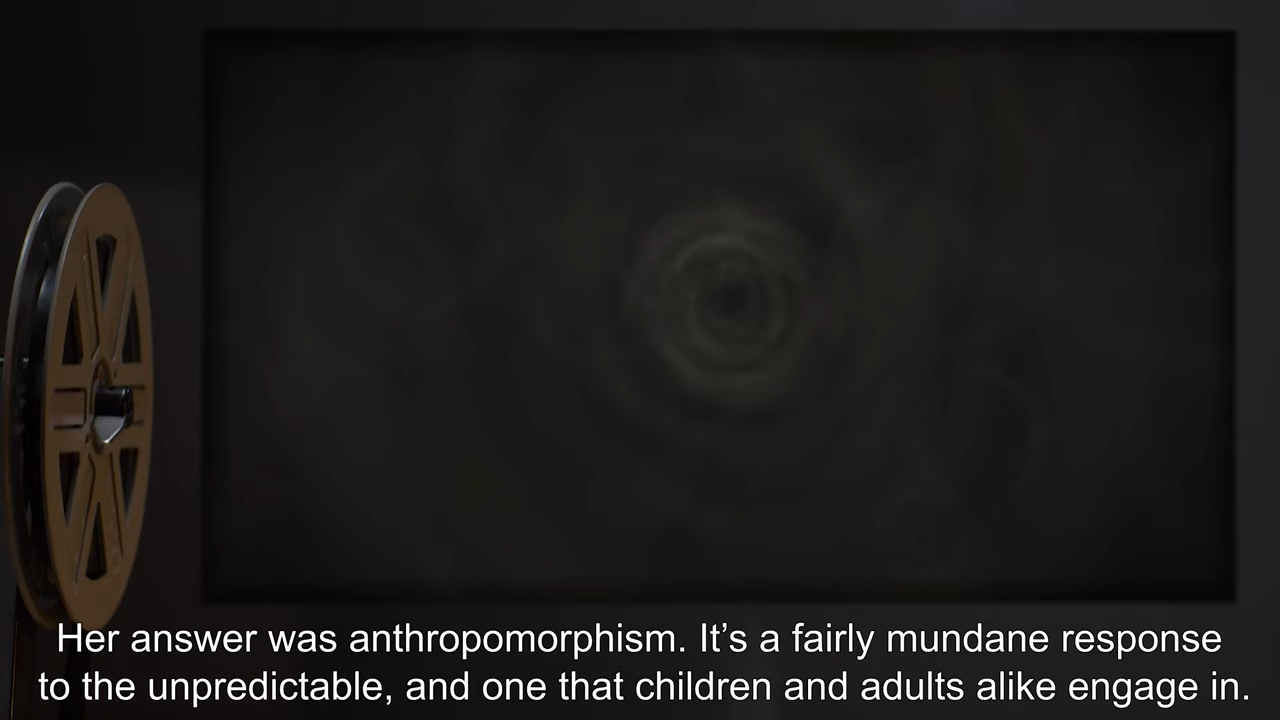 Her answer was anthropomorphism. It’s a fairly mundane response
to the unpredictable, and one that children and adults alike engage in.